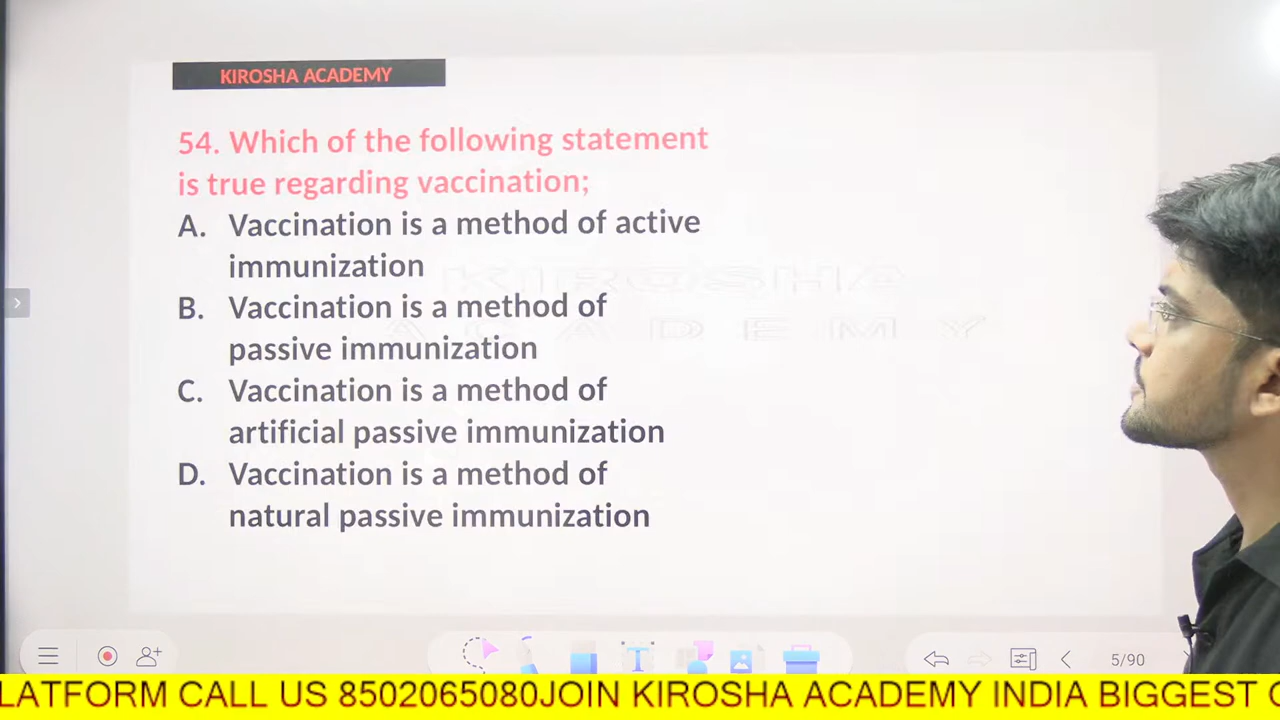 KIROSHA ACADEMY
54. Which of the following statement
is true regarding vaccination;
A. Vaccination is a method of active
immunization
B. Vaccination is a method of
passive immunization
C. Vaccination is a method of
artificial passive immunization
D. Vaccination is a method of
natural passive immunization
KIROSHA
ACADEMY
5/90
LATFORM CALL US 8502065080JOIN KIROSHA ACADEMY INDIA BIGGEST